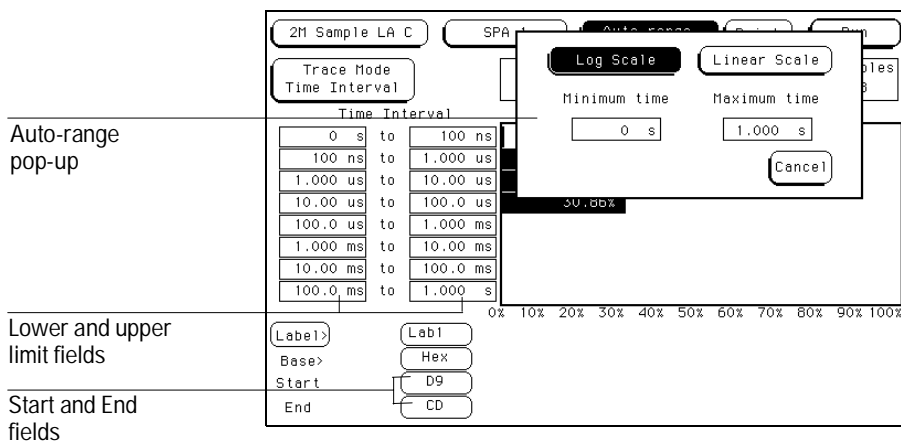 2M Sample LA C
SPA
Trace Mode
Time Interval
Log Scale
Linear Scale
Minimum time
Maximum time
0 s
1.000 s
Cancel
Time Interval
0 s to 100 ns
100 ns to 1.000 us
1.000 us to 10.00 us
10.00 us to 100.0 us
100.0 us to 1.000 ms
1.000 ms to 10.00 ms
10.00 ms to 100.0 ms
100.0 ms to 1.000 s
30.86%
0% 10% 20% 30% 40% 50% 60% 70% 80% 90% 100%
Label> Lab1
Base> Hex
Start D9
End CD
Auto-range
pop-up
Lower and upper
limit fields
Start and End
fields